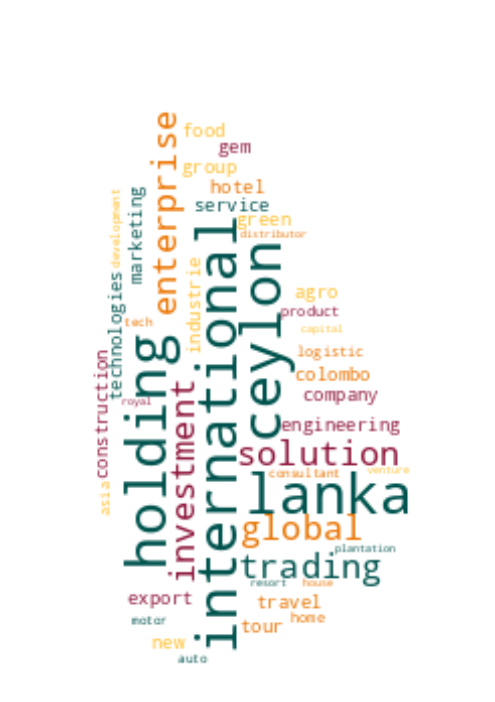 enterprise
food
gem
group
hotel
service
marketing
development
green
distributor
international
ceylon
industrie
technologies
agro
product
tech
capital
holding
logistic
construction
colombo
investment
company
royal
engineering
solution
consultant
venture
lanka
asia
global
plantation
trading
resort
house
export
travel
motor
home
tour
new
auto